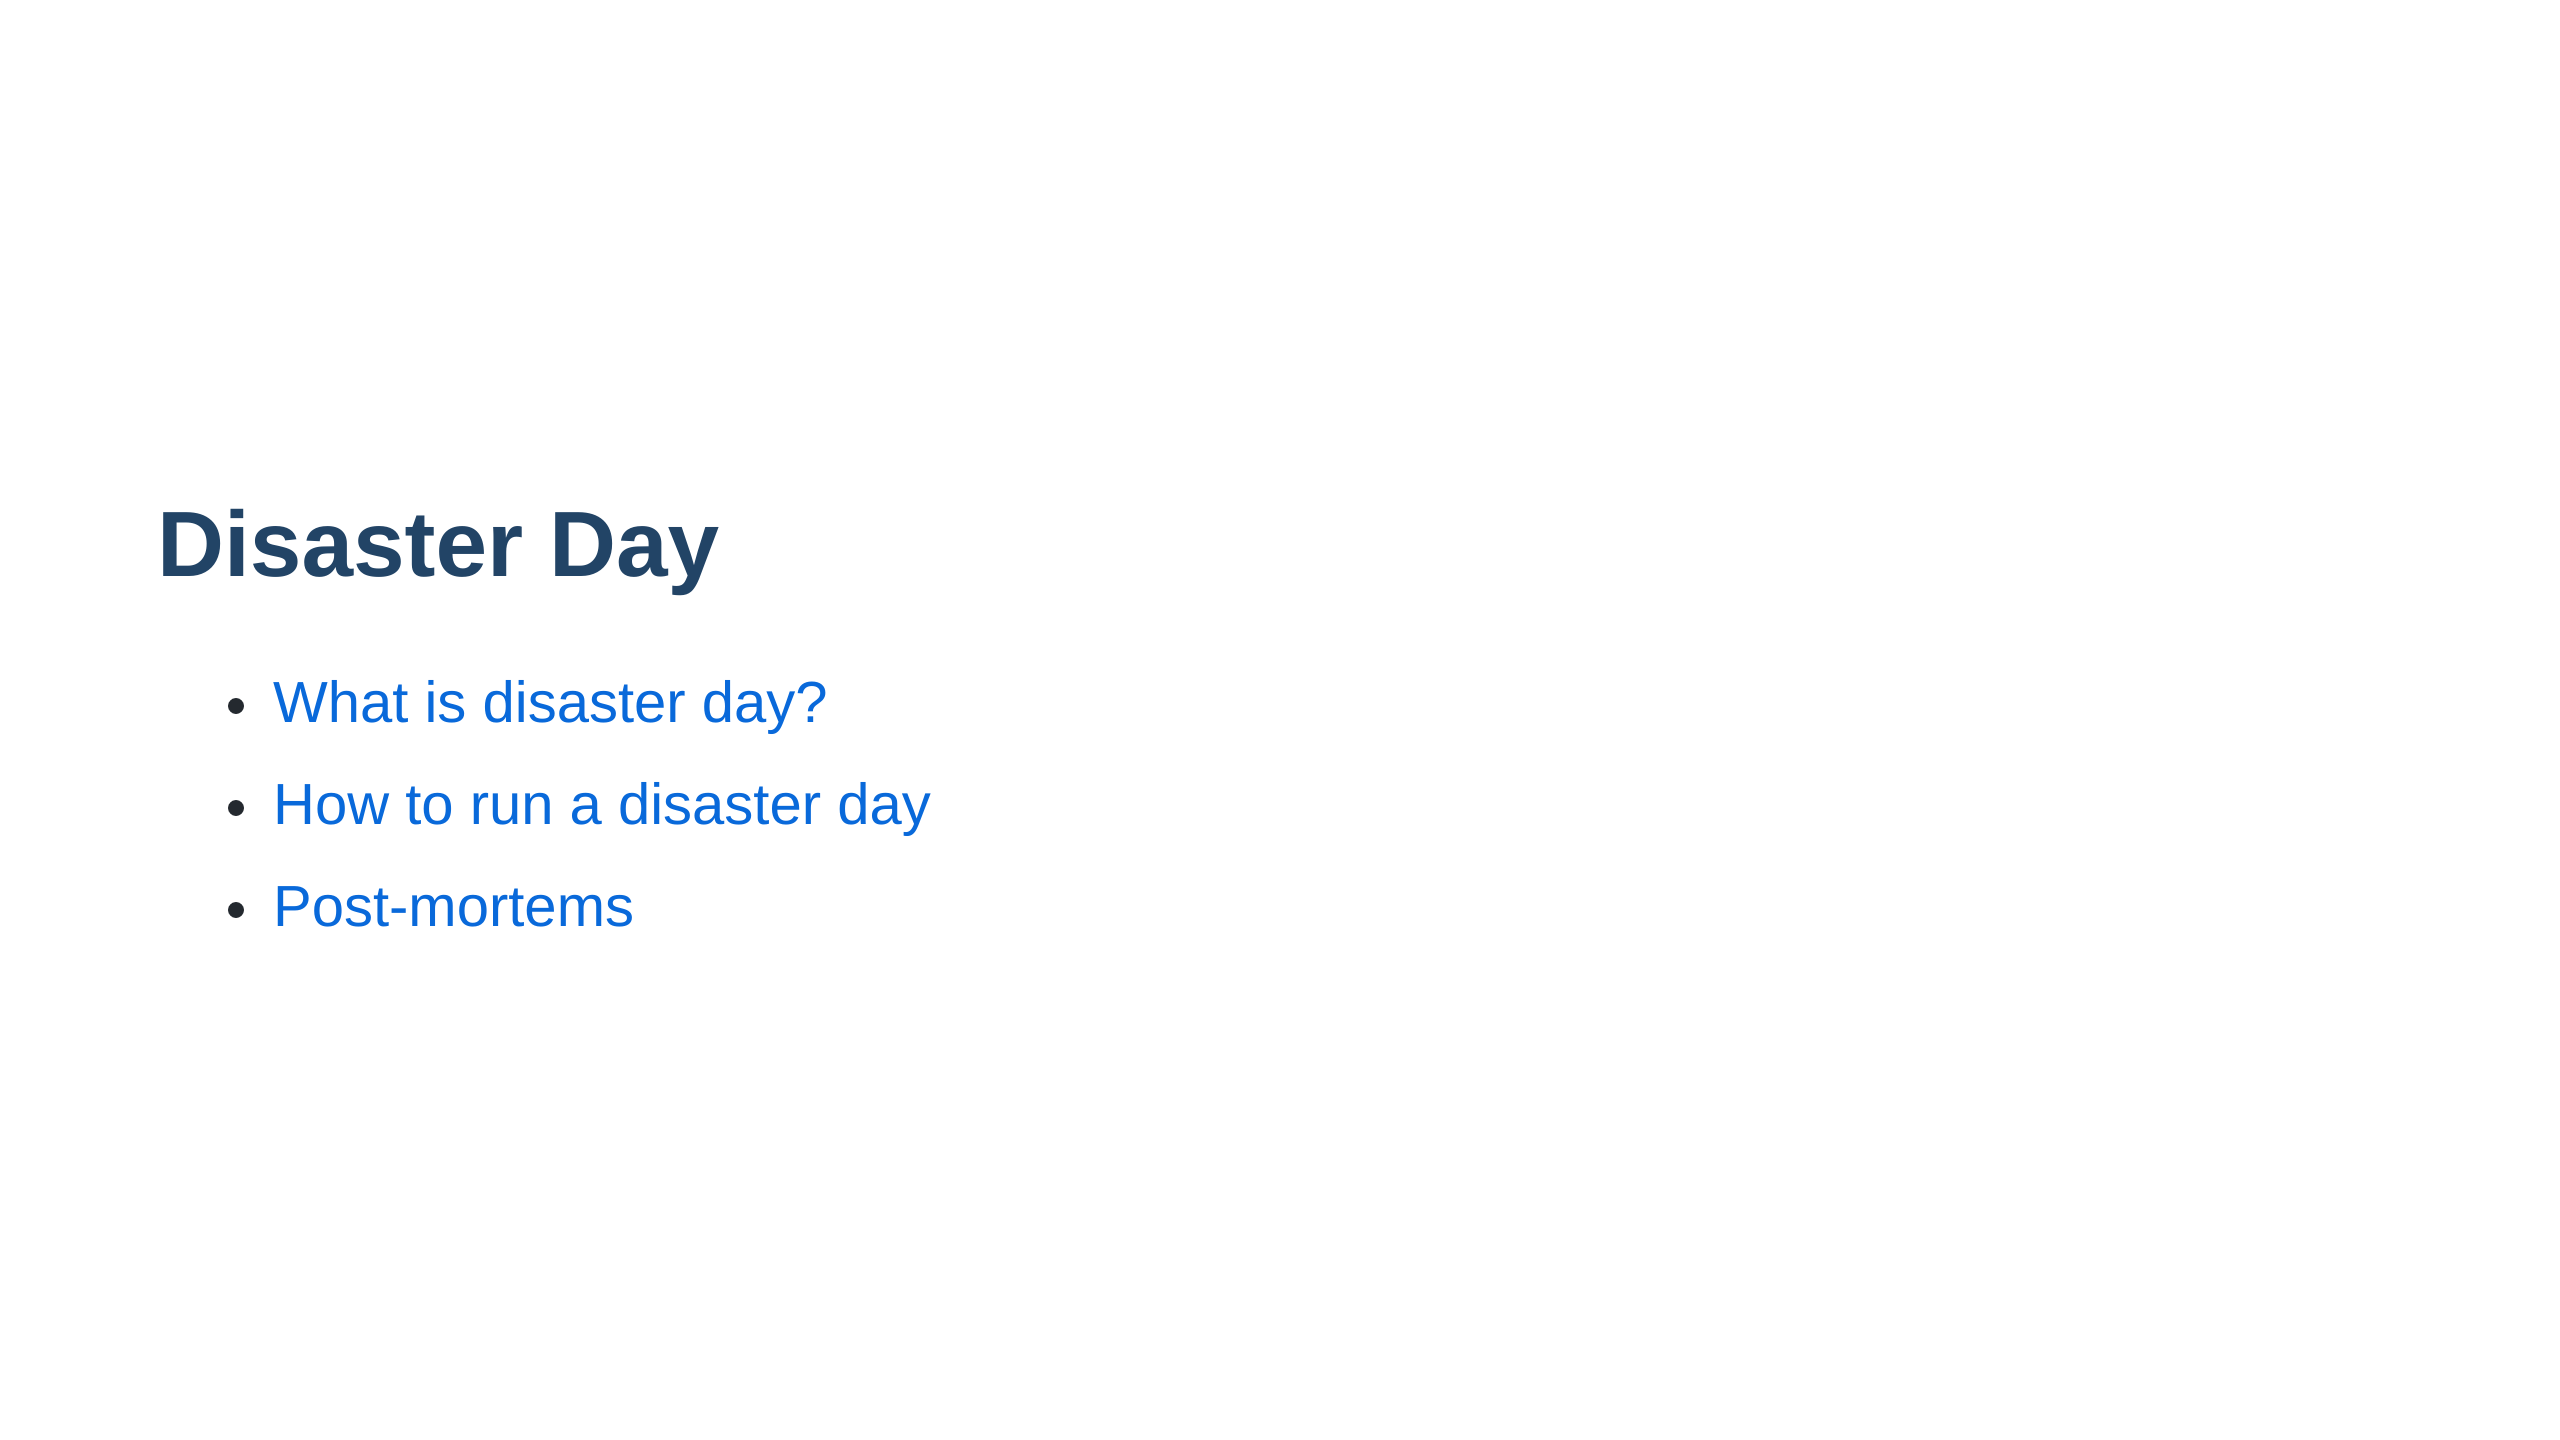 Disaster Day
• What is disaster day?
• How to run a disaster day
• Post-mortems